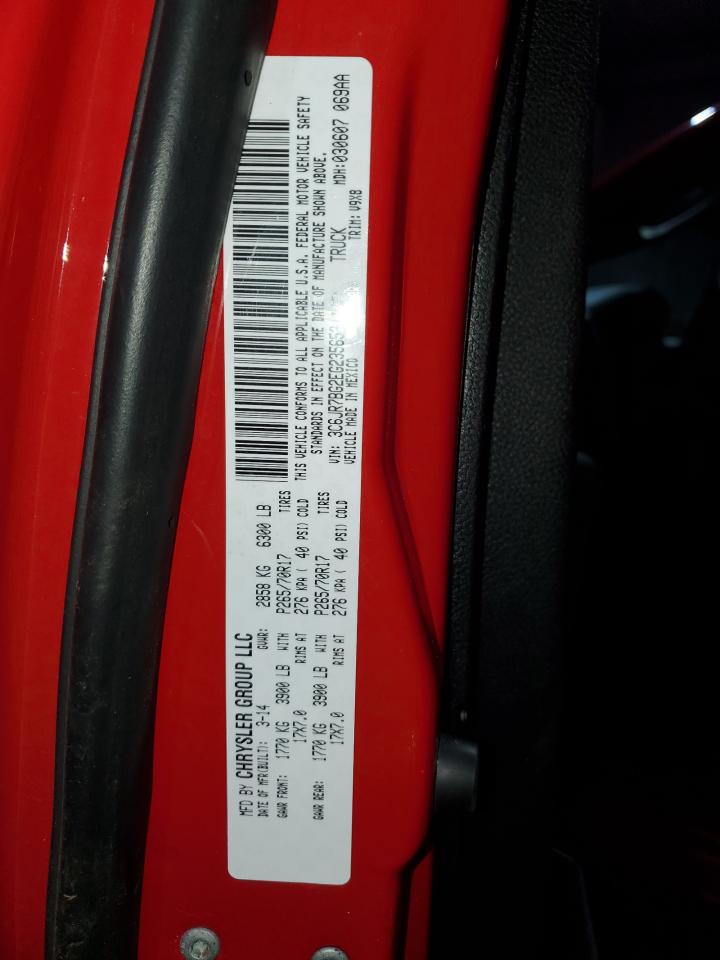 MFD BY CHRYSLER GROUP LLC
DATE OF MFR(BUILT): 3-14 GVWR: 2858 KG 6300 LB
GAWR FRONT: 1770 KG 3900 LB WITH P265/70R17 TIRES
17X7.0 RIMS AT 276 KPA ( 40 PSI) COLD
GAWR REAR: 1770 KG 3900 LB WITH P265/70R17 TIRES
17X7.0 RIMS AT 276 KPA ( 40 PSI) COLD
THIS VEHICLE CONFORMS TO ALL APPLICABLE U.S.A. FEDERAL MOTOR VEHICLE SAFETY
STANDARDS IN EFFECT ON THE DATE OF MANUFACTURE SHOWN ABOVE.
VIN: TRUCK MDH:030607 069AA
VEHICLE MADE IN MEXICO TRIM: V9X8